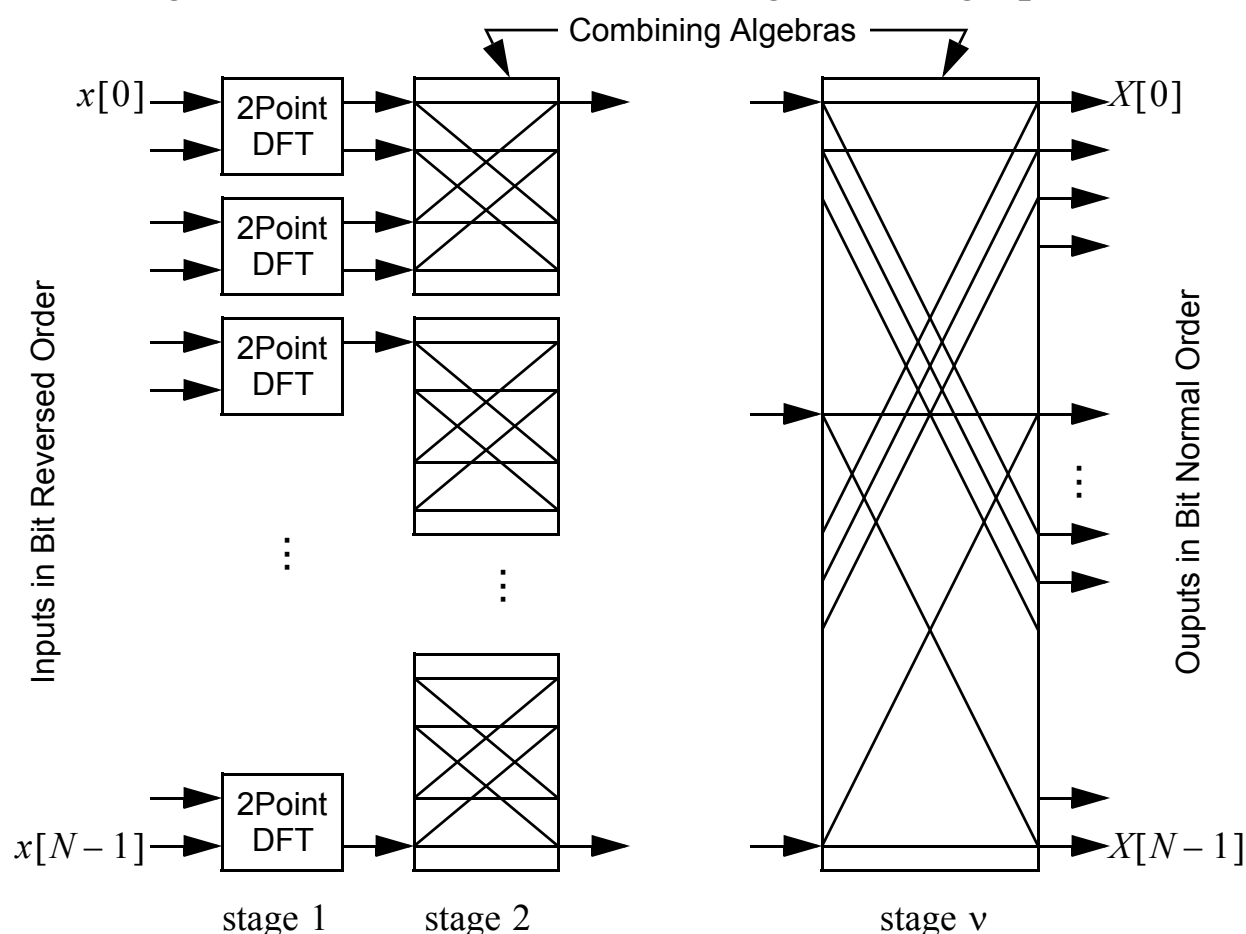 Combining Algebras
x[0]
2Point
DFT
X[0]
2Point
DFT
2Point
DFT
Inputs in Bit Reversed Order
Ouputs in Bit Normal Order
⋮
⋮
⋮
2Point
DFT
x[N – 1]
X[N – 1]
stage 1
stage 2
stage ν